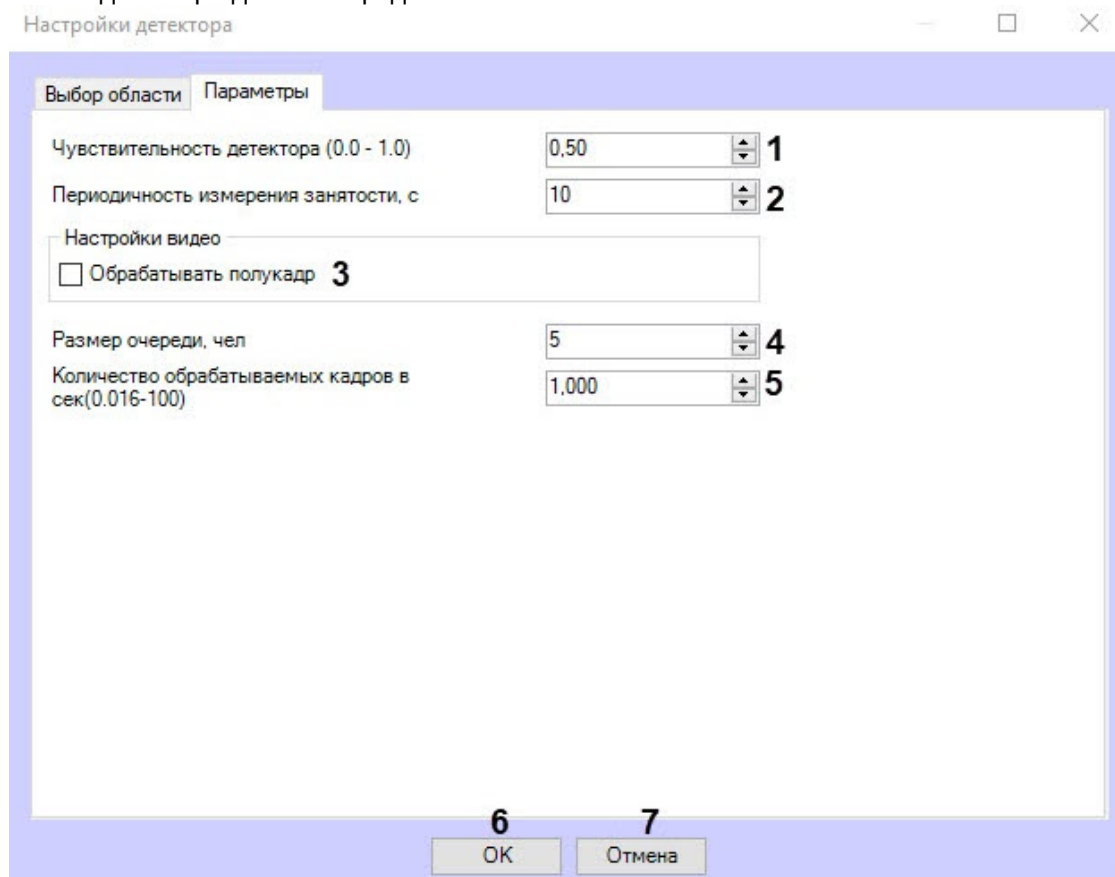 Настройки детектора
Выбор области Параметры
Чувствительность детектора (0.0 - 1.0) 0,50 1
Периодичность измерения занятости, с 10 2
Настройки видео
Обрабатывать полукадр 3
Размер очереди, чел 5 4
Количество обрабатываемых кадров в
сек(0.016-100) 1,000 5
6 7
OK Отмена